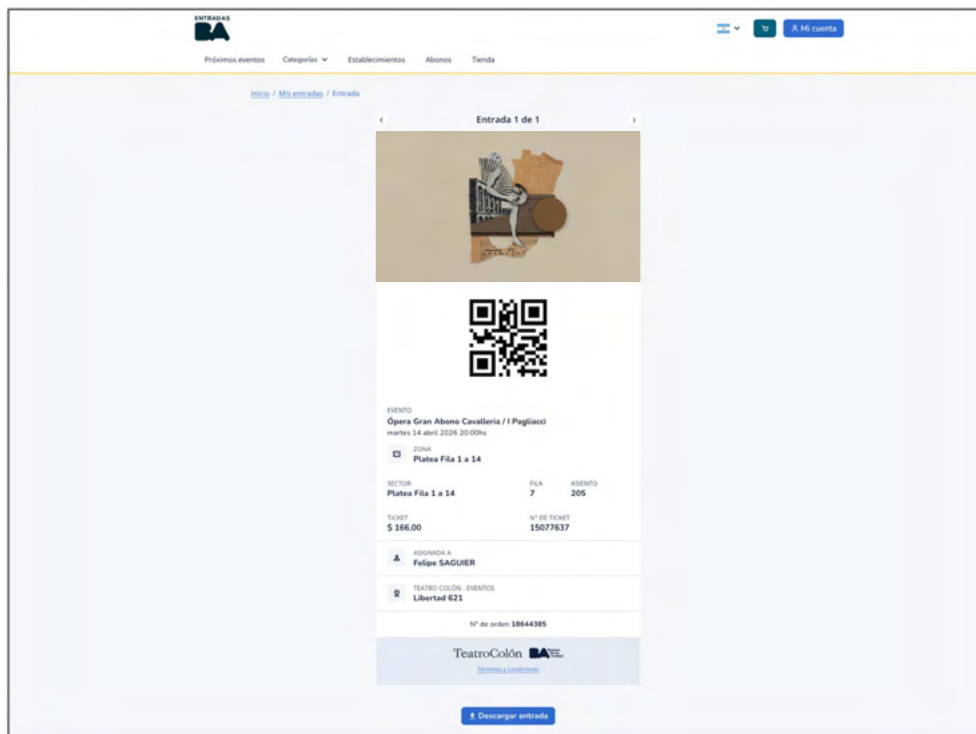 ENTRADAS
BA
Mi cuenta
Próximos eventos Categorías Establecimientos Abonos Tienda
Inicio / Mis entradas / Entrada
Entrada 1 de 1
EVENTO
Ópera Gran Abono Cavalleria / I Pagliacci
martes 14 abril 2026 20:00hs
ZONA
Platea Fila 1 a 14
SECTOR FILA ASIENTO
Platea Fila 1 a 14 7 205
TICKET N° DE TICKET
$ 166,00 15077637
ASIGNADA A
Felipe SAGUIER
TEATRO COLÓN - EVENTOS
Libertad 621
N° de orden 18644385
TeatroColón BA
Términos y Condiciones
Descargar entrada